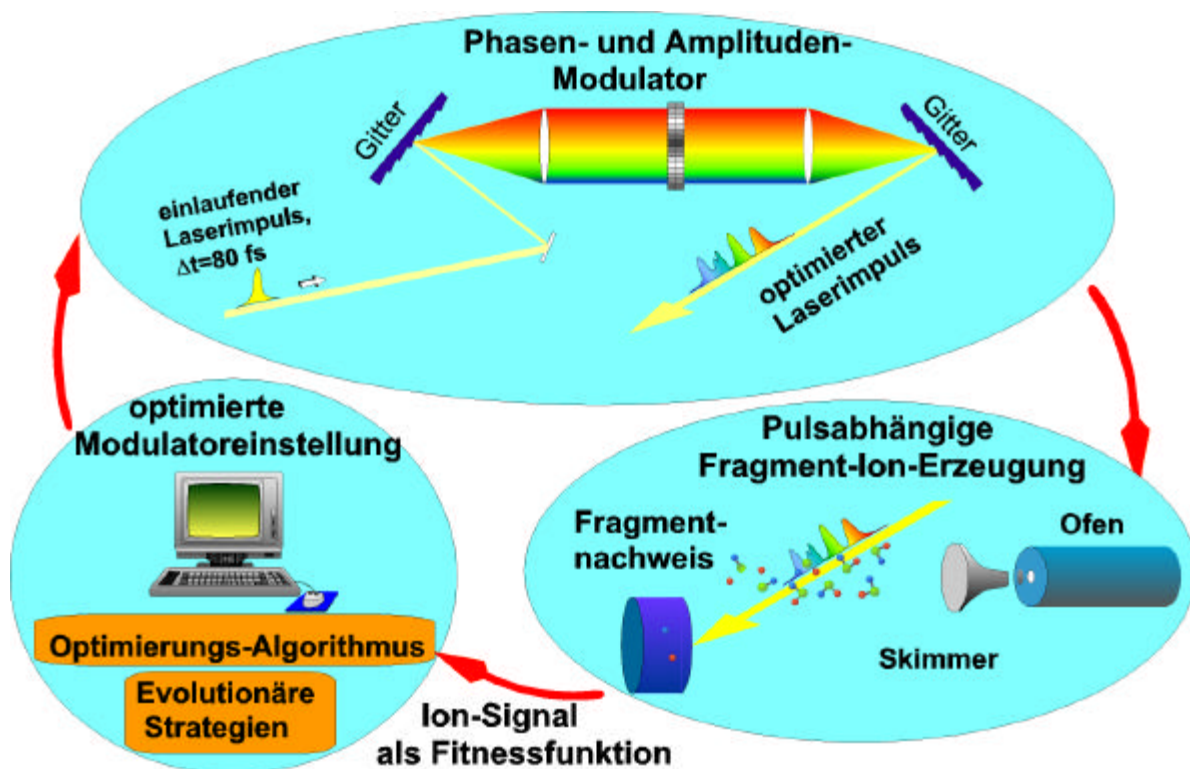 Phasen- und Amplituden-
Modulator
Gitter
Gitter
einlaufender
Laserimpuls,
Δt=80 fs
optimierter
Laserimpuls
optimierte
Modulatoreinstellung
Optimierungs-Algorithmus
Evolutionäre
Strategien
Pulsabhängige
Fragment-Ion-Erzeugung
Fragment-
nachweis
Ofen
Skimmer
Ion-Signal
als Fitnessfunktion